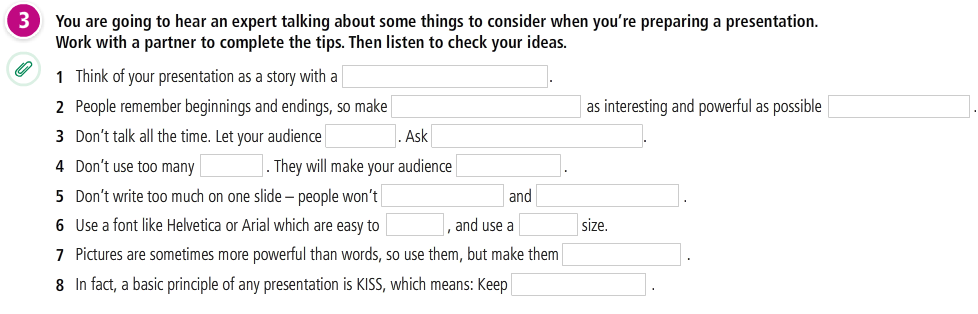 3 You are going to hear an expert talking about some things to consider when you're preparing a presentation.
Work with a partner to complete the tips. Then listen to check your ideas.
1 Think of your presentation as a story with a .
2 People remember beginnings and endings, so make as interesting and powerful as possible .
3 Don't talk all the time. Let your audience . Ask .
4 Don't use too many . They will make your audience .
5 Don't write too much on one slide – people won't and .
6 Use a font like Helvetica or Arial which are easy to , and use a size.
7 Pictures are sometimes more powerful than words, so use them, but make them .
8 In fact, a basic principle of any presentation is KISS, which means: Keep .